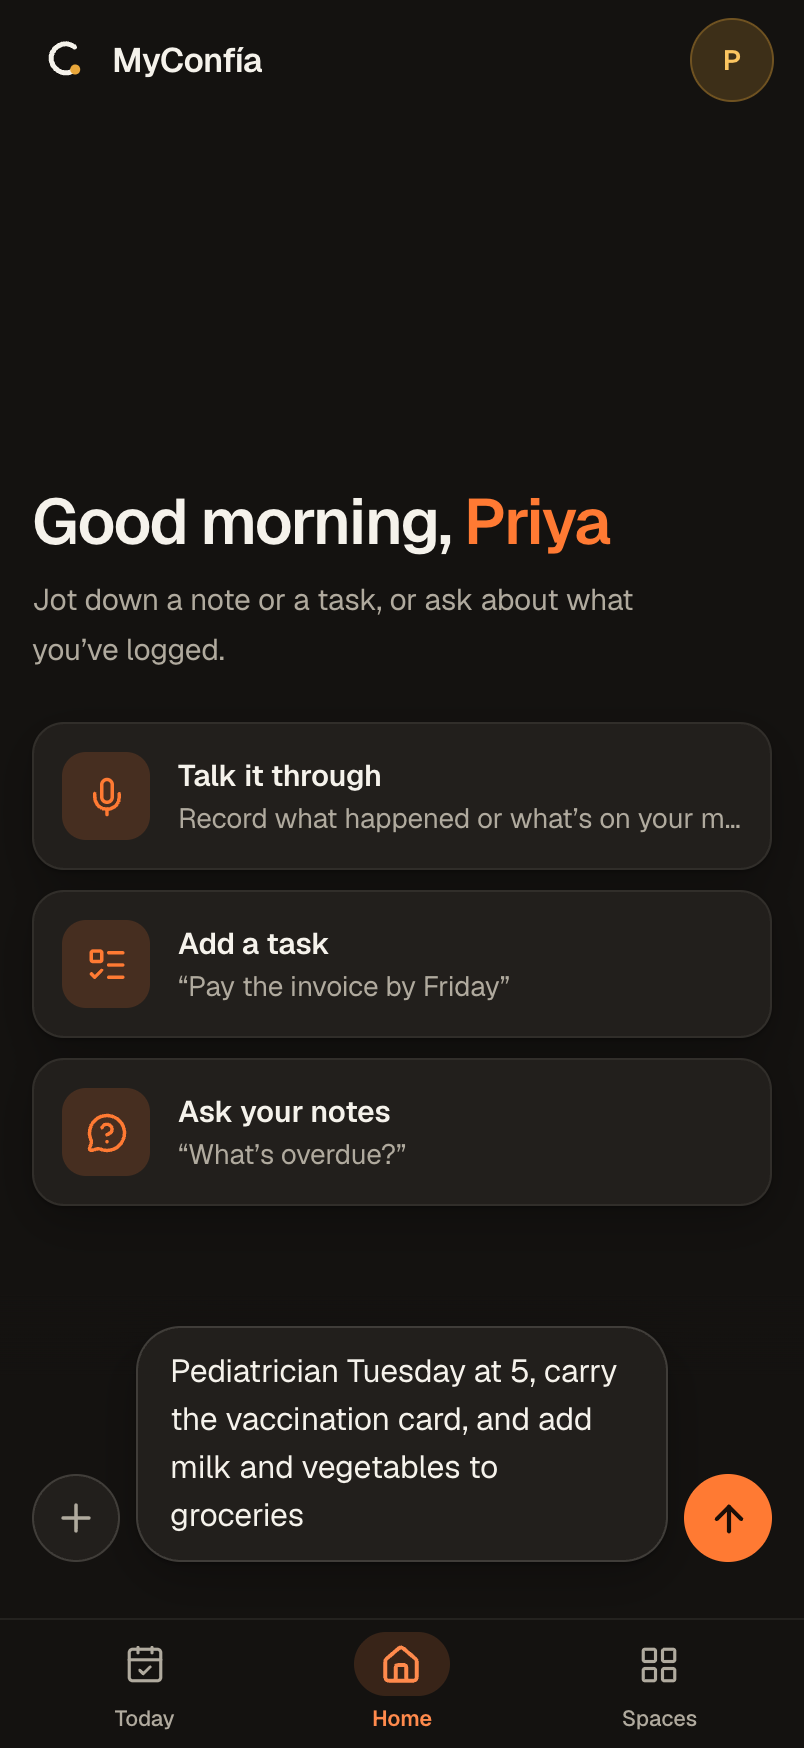 MyConfía
P
Good morning, Priya
Jot down a note or a task, or ask about what
you’ve logged.
Talk it through
Record what happened or what’s on your m...
Add a task
“Pay the invoice by Friday”
Ask your notes
“What’s overdue?”
Pediatrician Tuesday at 5, carry
the vaccination card, and add
milk and vegetables to
groceries
Today
Home
Spaces